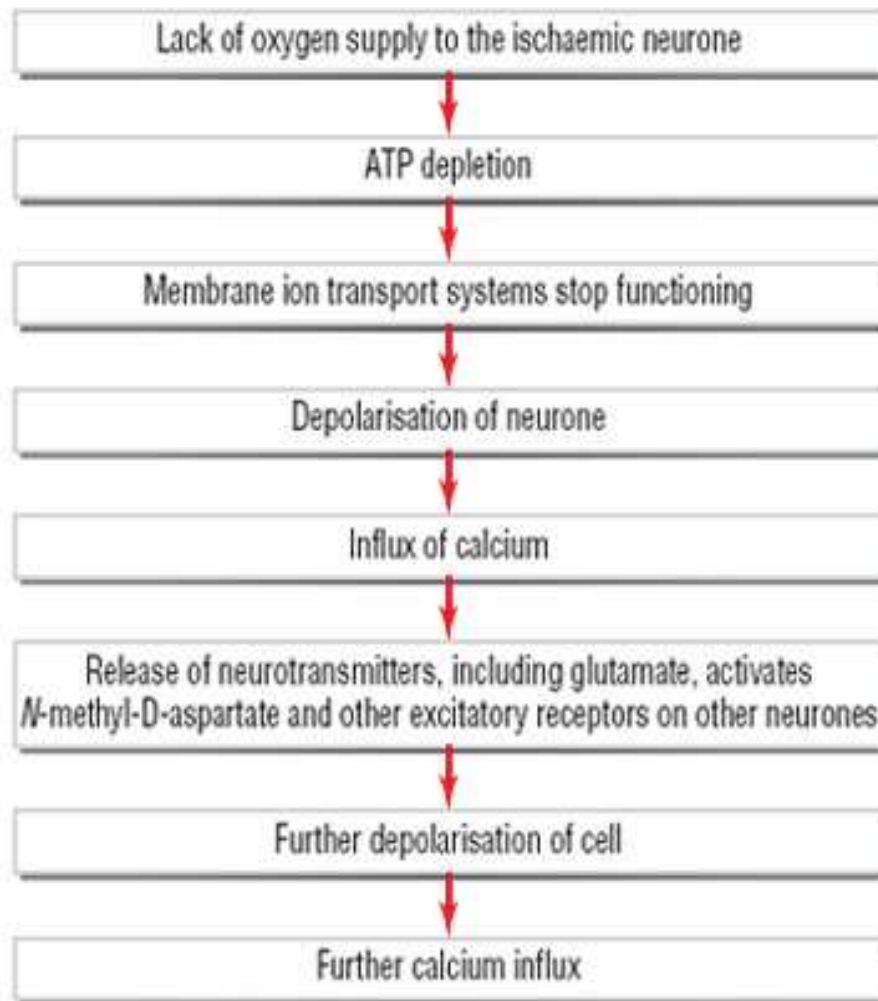 Lack of oxygen supply to the ischaemic neurone
ATP depletion
Membrane ion transport systems stop functioning
Depolarisation of neurone
Influx of calcium
Release of neurotransmitters, including glutamate, activates
N-methyl-D-aspartate and other excitatory receptors on other neurones
Further depolarisation of cell
Further calcium influx